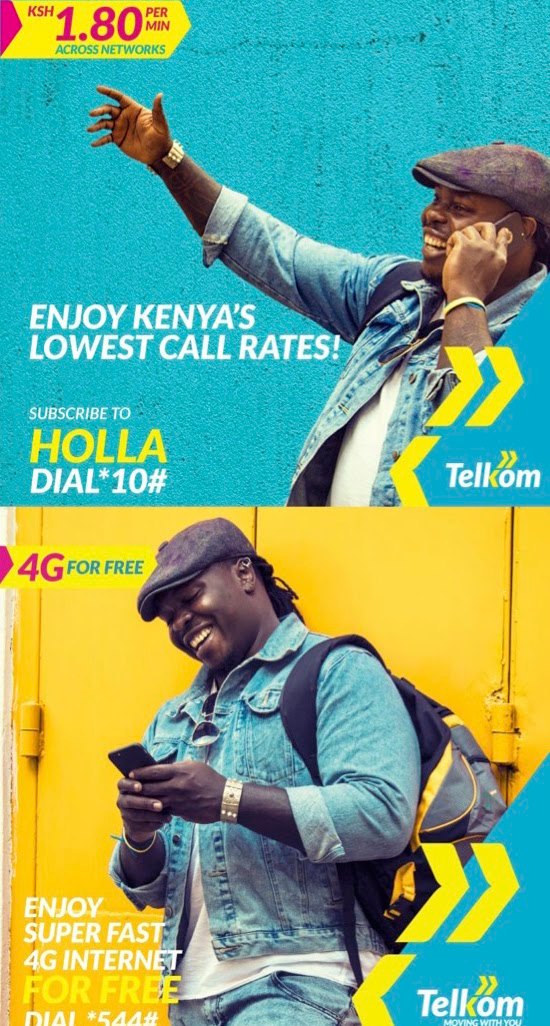 KSH 1.80 PER MIN
ACROSS NETWORKS
ENJOY KENYA'S
LOWEST CALL RATES!
SUBSCRIBE TO
HOLLA
DIAL*10#
Telkom
4G FOR FREE
ENJOY
SUPER FAST
4G INTERNET
FOR FREE
DIAL *544#
Telkom
MOVING WITH YOU